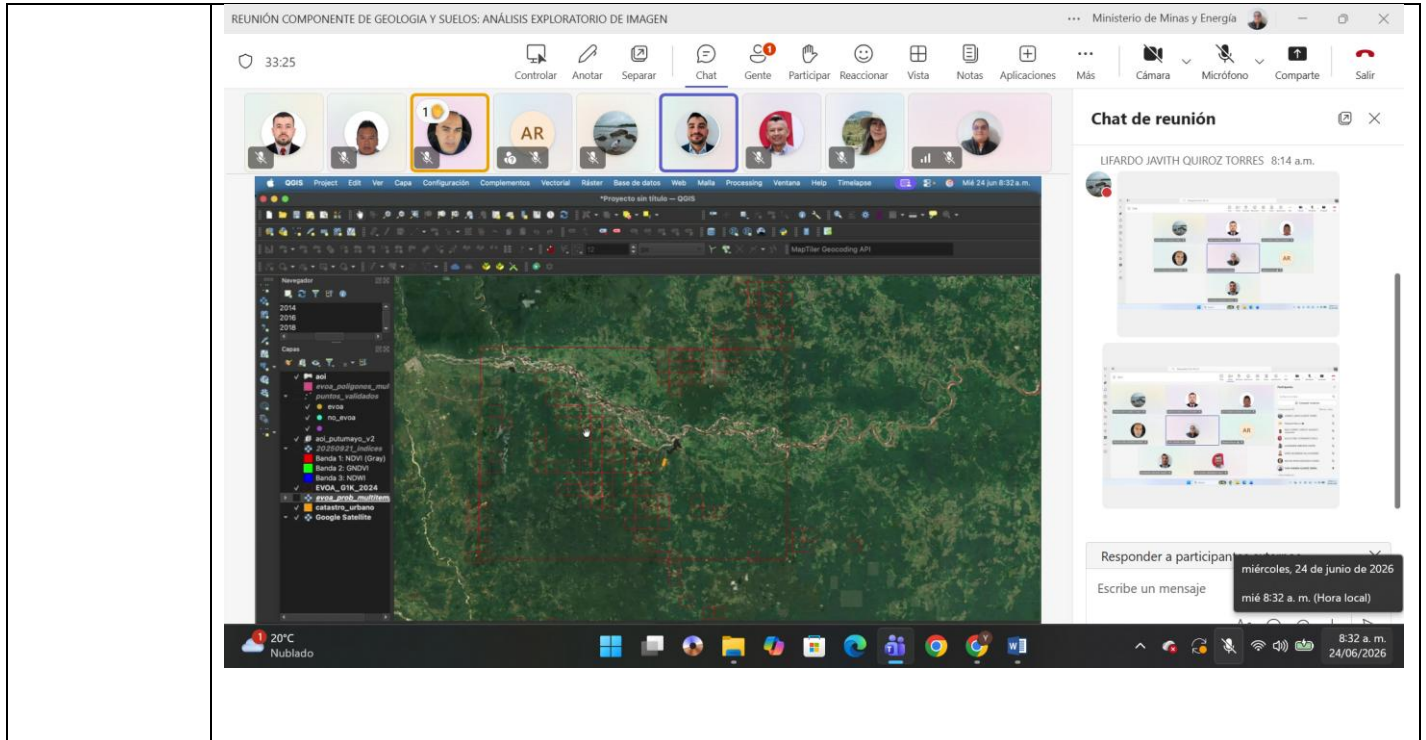 REUNIÓN COMPONENTE DE GEOLOGIA Y SUELOS: ANÁLISIS EXPLORATORIO DE IMAGEN
Ministerio de Minas y Energía
33:25
Controlar Anotar Separar Chat Gente Participar Reaccionar Vista Notas Aplicaciones Más Cámara Micrófono Comparte Salir
1
AR
Chat de reunión
LIFARDO JAVITH QUIROZ TORRES 8:14 a.m.
QGIS Project Edit Ver Capa Configuración Complementos Vectorial Ráster Base de datos Web Malla Processing Ventana Help Timelapse Mié 24 jun 8:32 a.m.
*Proyecto sin título — QGIS
MapTiler Geocoding API
Navegador
2014
2016
2018
Capas
aoi
evoa_poligonos_mul
puntos_validados
evoa
no_evoa
aoi_putumayo_v2
20250921_indices
Banda 1: NDVI (Gray)
Banda 2: GNDVI
Banda 3: NDWI
EVOA_G1K_2024
evoa_prob_multitem
catastro_urbano
Google Satellite
AR
AR
Responder a participantes externos
Escribe un mensaje
miércoles, 24 de junio de 2026
mié 8:32 a. m. (Hora local)
1
20°C
Nublado
8:32 a. m.
24/06/2026